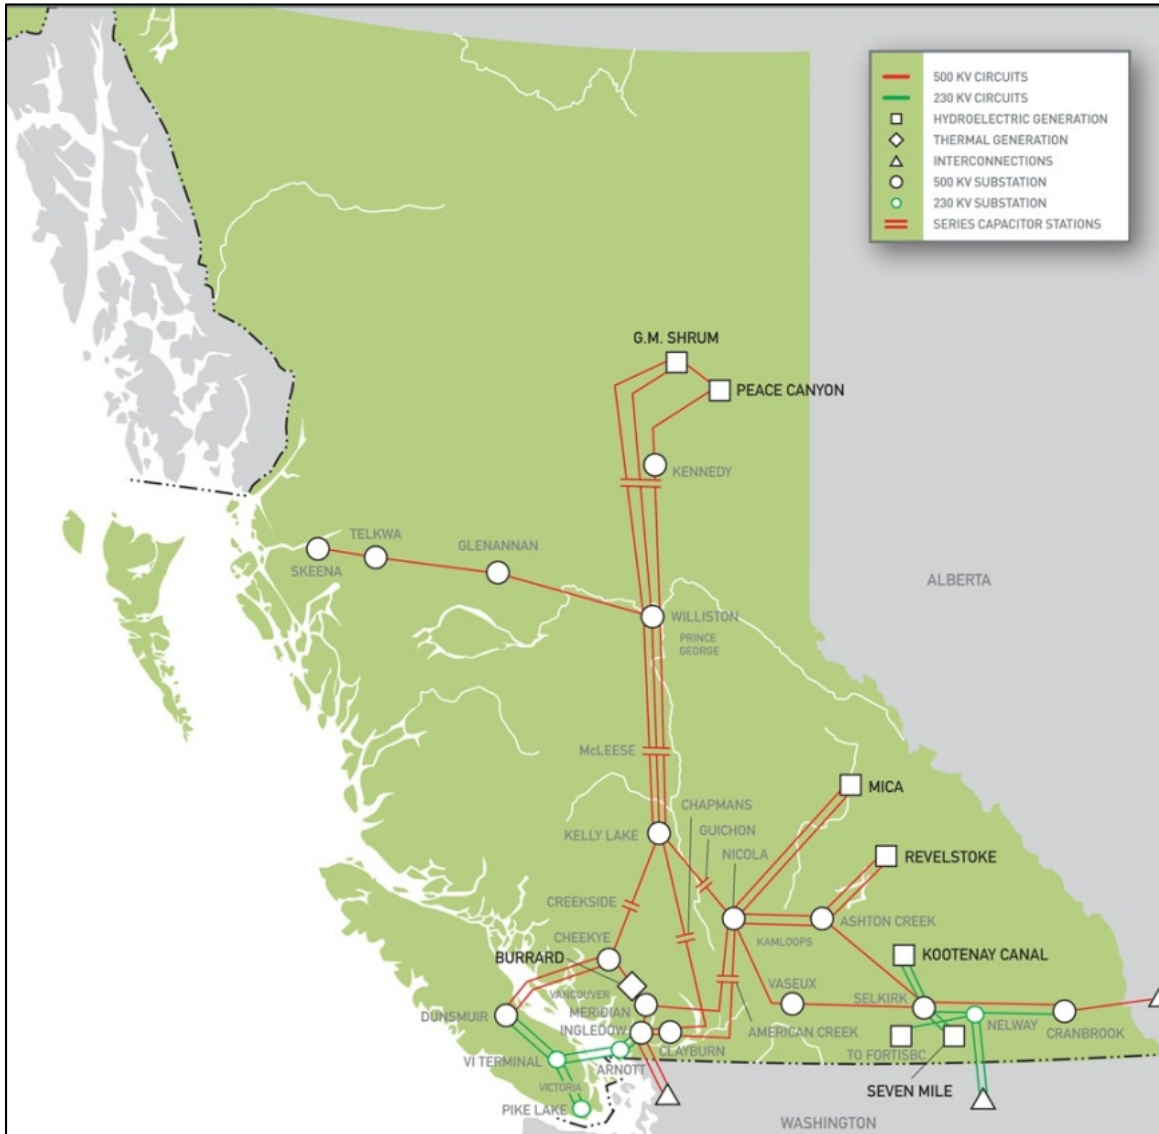 500 KV CIRCUITS
230 KV CIRCUITS
HYDROELECTRIC GENERATION
THERMAL GENERATION
INTERCONNECTIONS
500 KV SUBSTATION
230 KV SUBSTATION
SERIES CAPACITOR STATIONS
G.M. SHRUM
PEACE CANYON
KENNEDY
TELKWA
GLENANNAN
SKEENA
ALBERTA
WILLISTON
PRINCE
GEORGE
McLEESE
MICA
CHAPMANS
GUICHON
KELLY LAKE
NICOLA
REVELSTOKE
CREEKSIDE
ASHTON CREEK
CHEEKYE
KAMLOOPS
BURRARD
KOOTENAY CANAL
VASEUX
VANCOUVER
SELKIRK
DUNSMUIR
MERIDIAN
CRANBROOK
NELWAY
INGLEDOW
AMERICAN CREEK
CLAYBURN
TO FORTISBC
VI TERMINAL
ARNOTT
VICTORIA
SEVEN MILE
PIKE LAKE
WASHINGTON